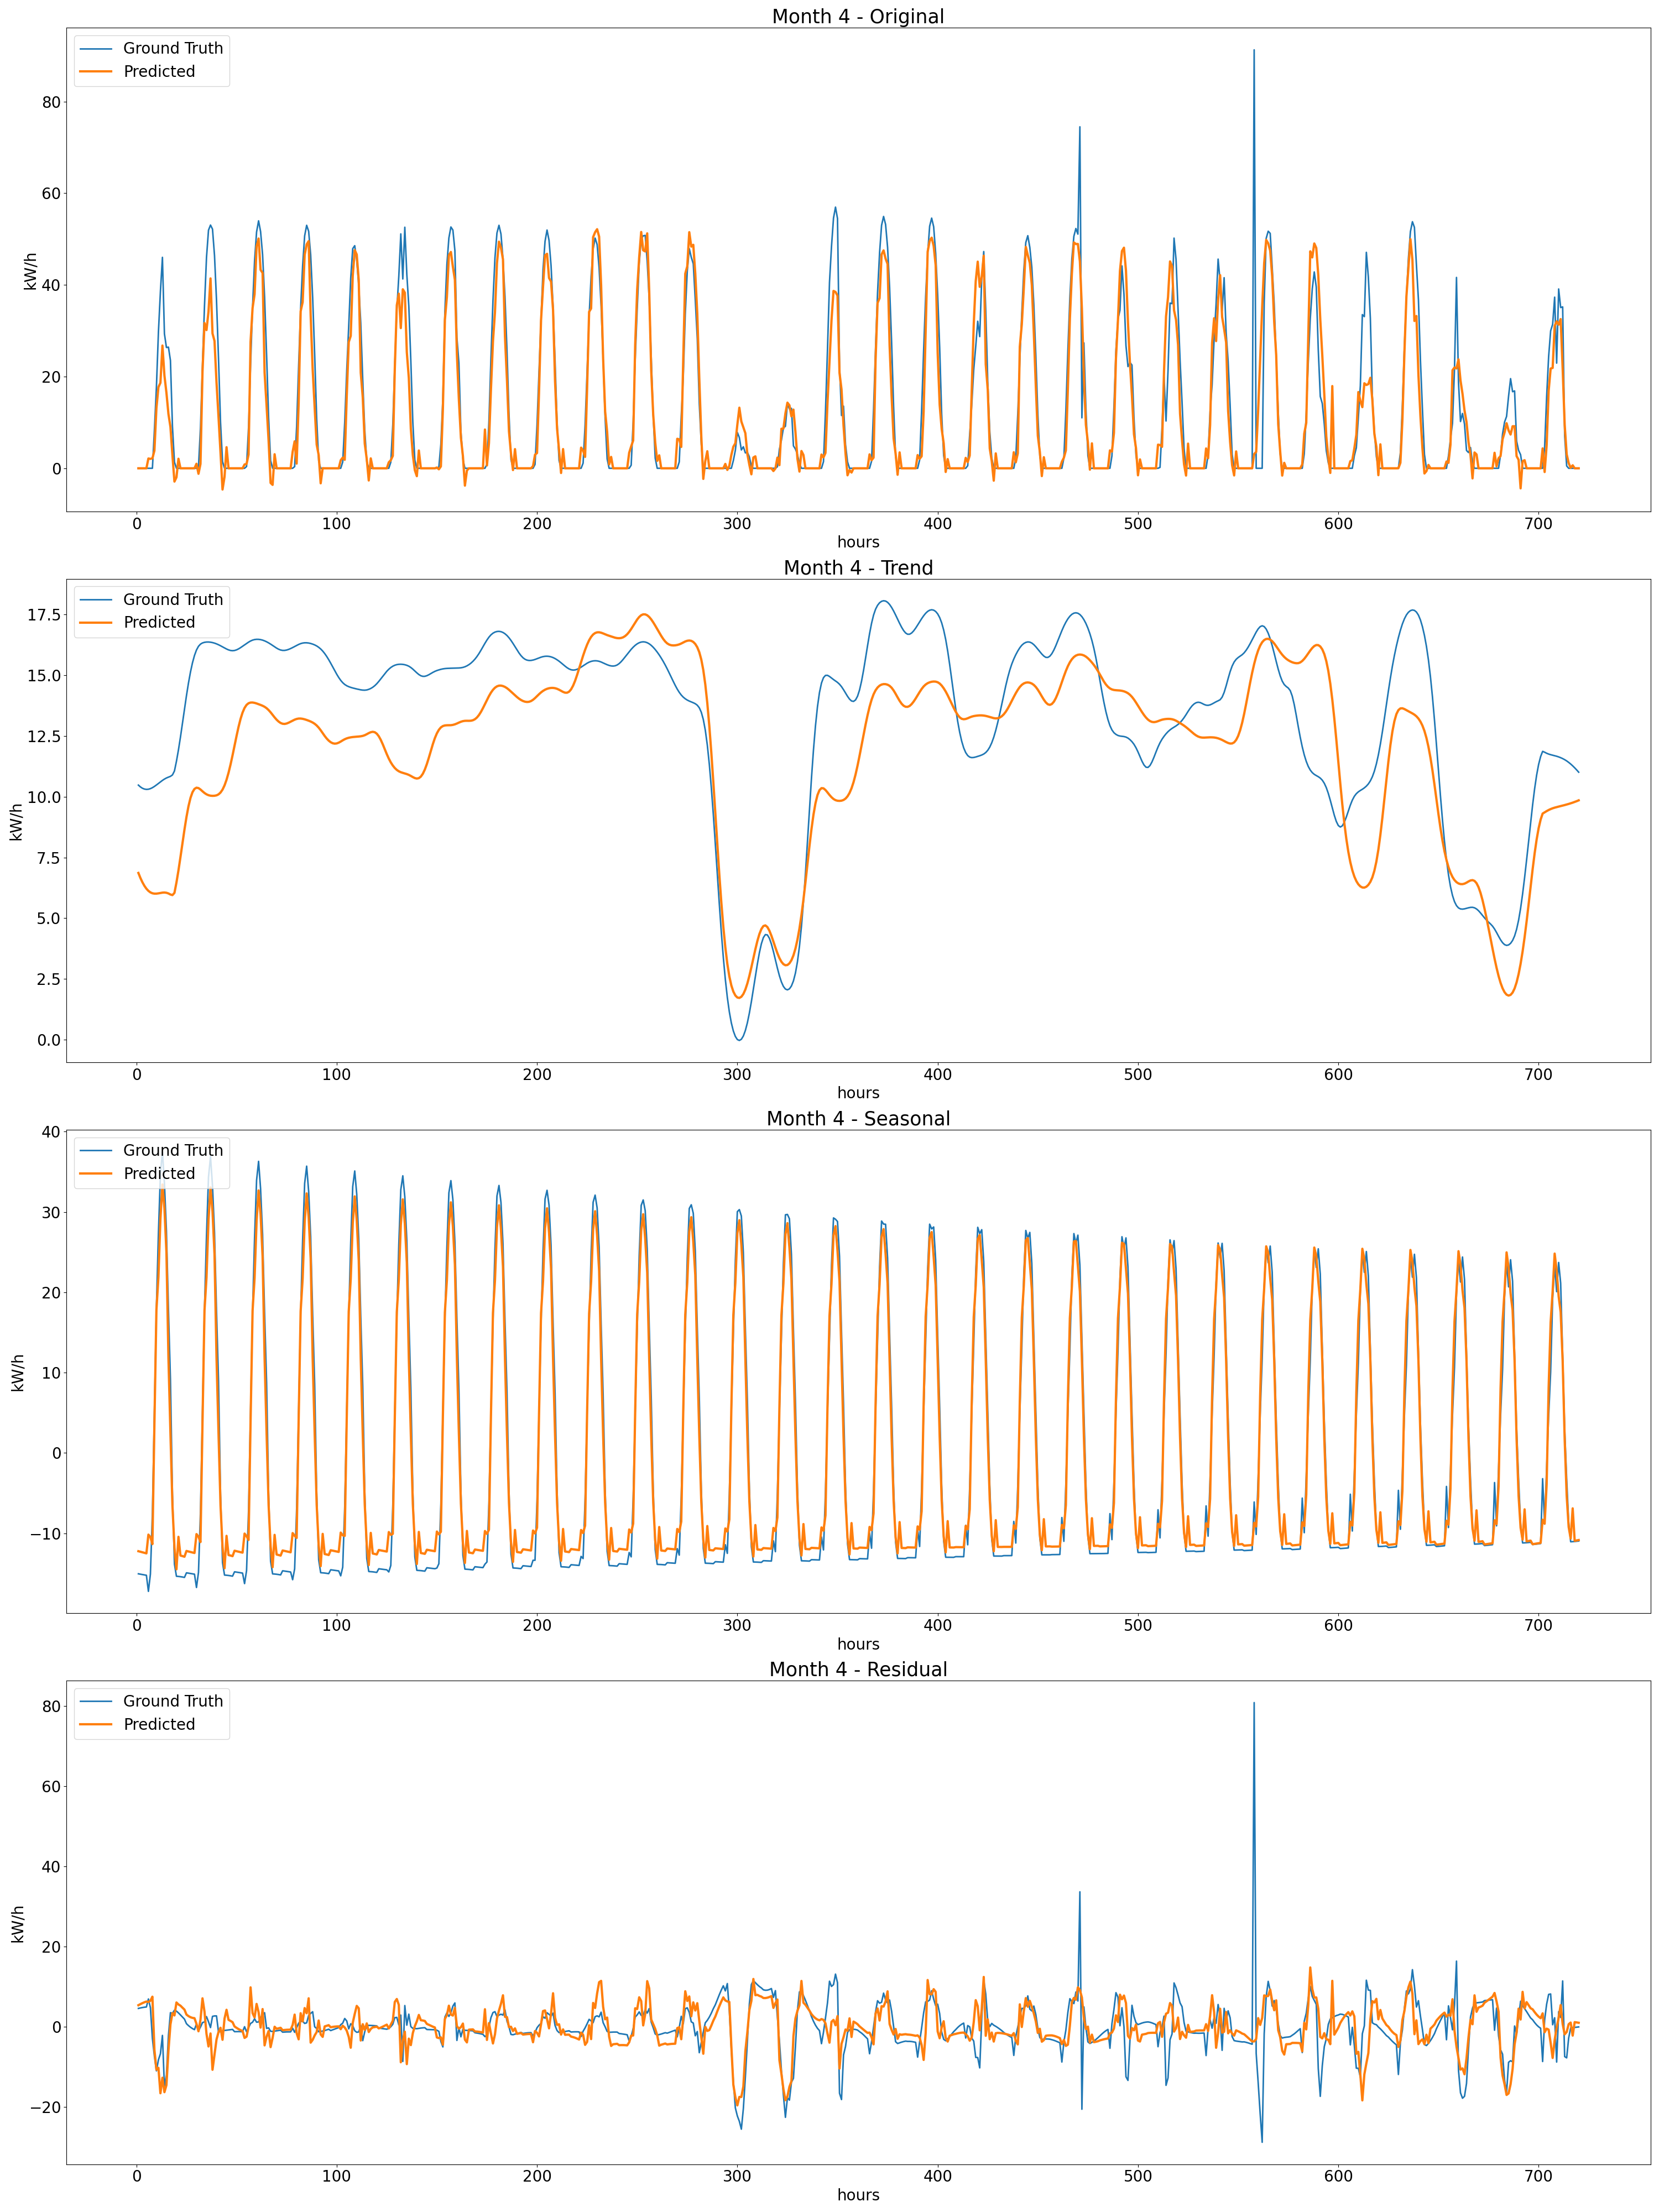 Month 4 - Original
Ground Truth
Predicted
kW/h
80
60
40
20
0
0 100 200 300 400 500 600 700
hours
Month 4 - Trend
Ground Truth
Predicted
kW/h
17.5
15.0
12.5
10.0
7.5
5.0
2.5
0.0
0 100 200 300 400 500 600 700
hours
Month 4 - Seasonal
Ground Truth
Predicted
kW/h
40
30
20
10
0
−10
0 100 200 300 400 500 600 700
hours
Month 4 - Residual
Ground Truth
Predicted
kW/h
80
60
40
20
0
−20
0 100 200 300 400 500 600 700
hours